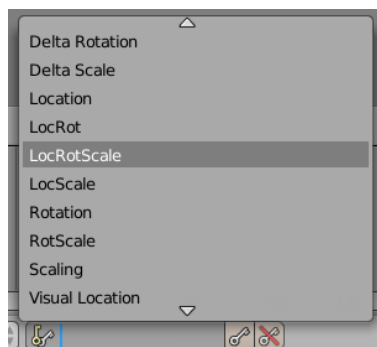 Delta Rotation
Delta Scale
Location
LocRot
LocRotScale
LocScale
Rotation
RotScale
Scaling
Visual Location